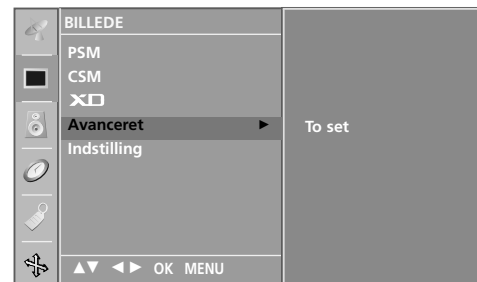 BILLEDE
PSM
CSM
XD
Avanceret ► To set
Indstilling
▲▼ ◄► OK MENU